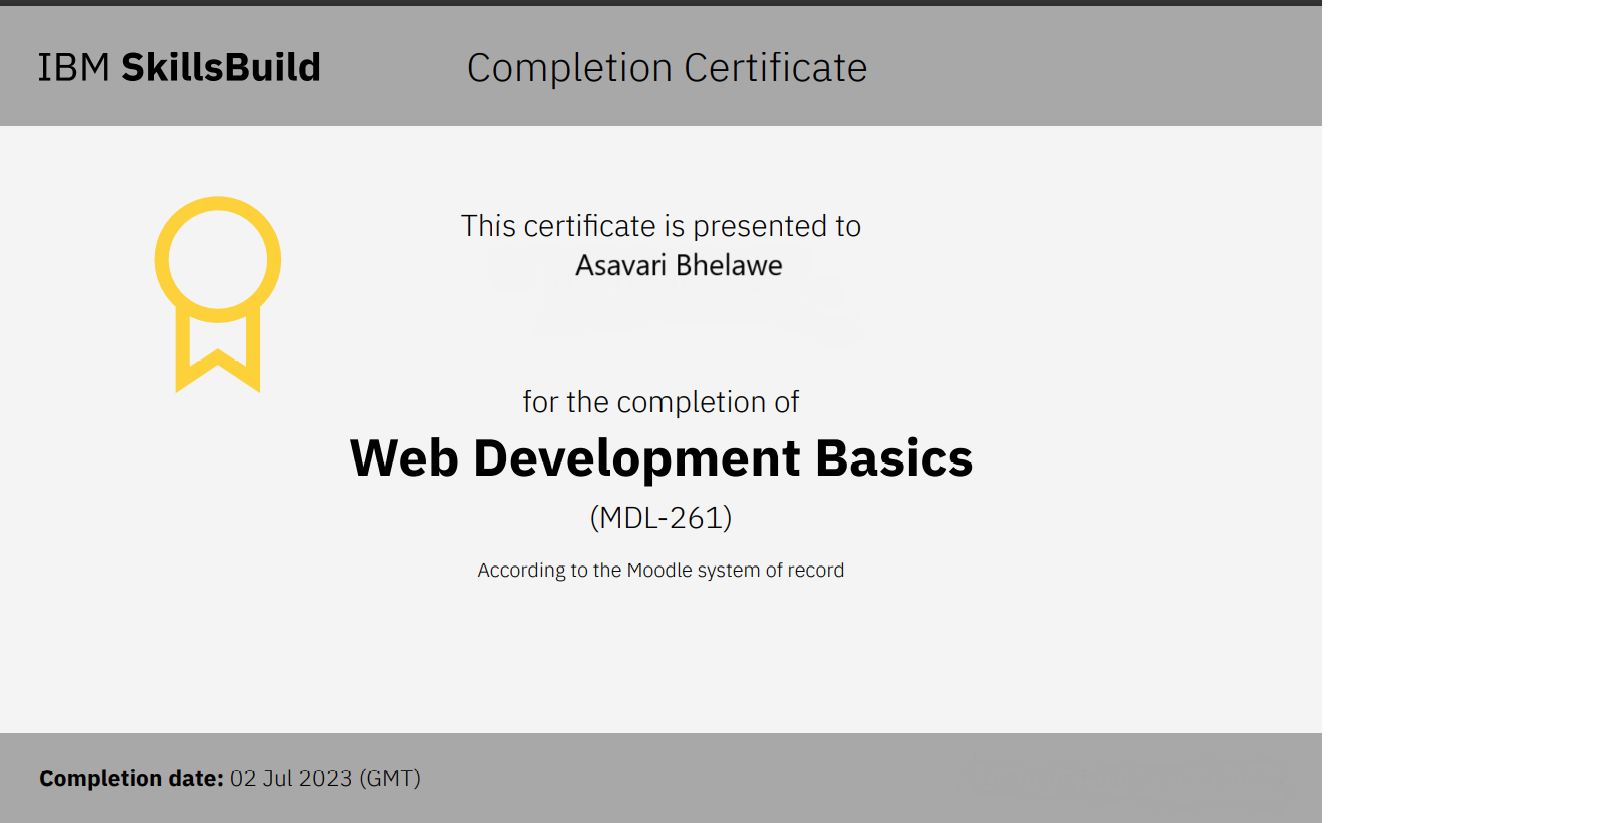 IBM SkillsBuild
Completion Certificate
This certificate is presented to
Asavari Bhelawe
for the completion of
Web Development Basics
(MDL-261)
According to the Moodle system of record
Completion date: 02 Jul 2023 (GMT)